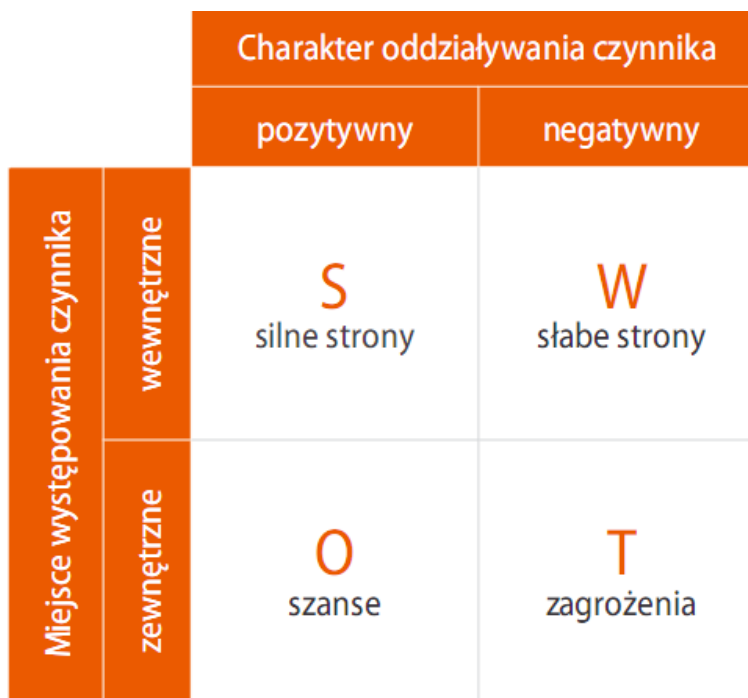 Charakter oddziaływania czynnika
pozytywny
negatywny
Miejsce występowania czynnika
wewnętrzne
S
silne strony
W
słabe strony
zewnętrzne
O
szanse
T
zagrożenia